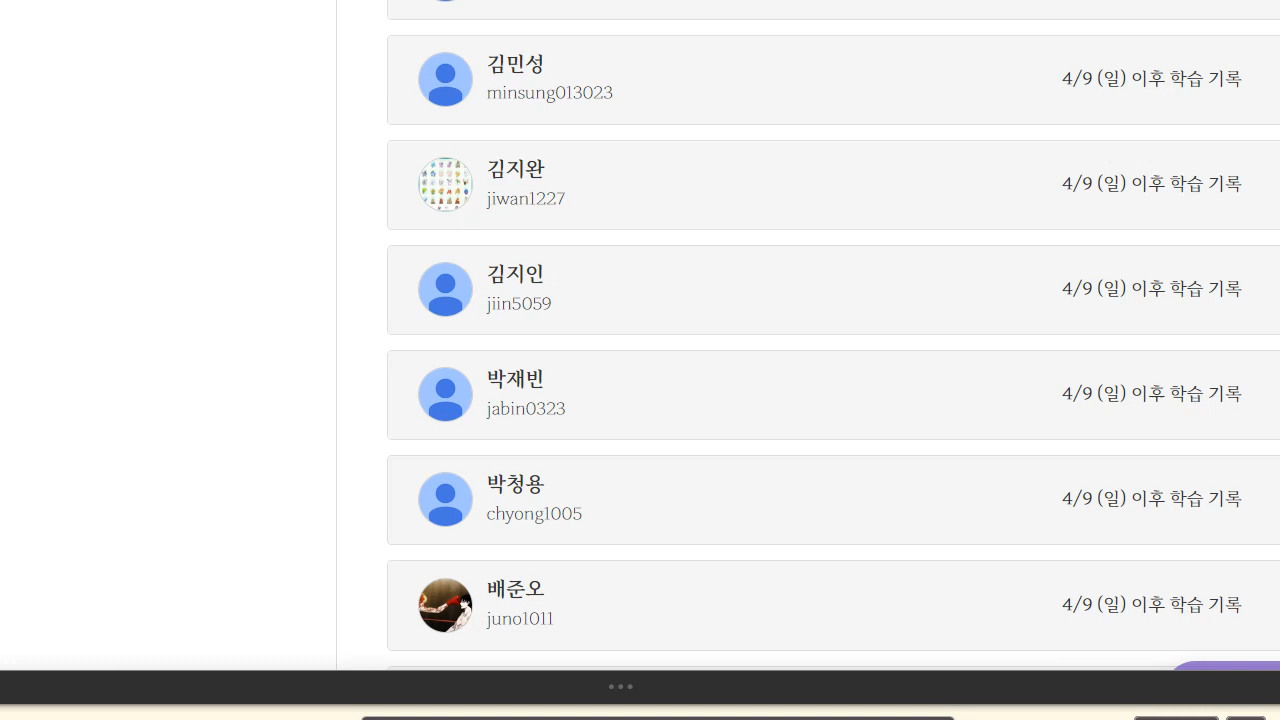 김민성
minsung013023
4/9 (일) 이후 학습 기록
김지완
jiwan1227
4/9 (일) 이후 학습 기록
김지인
jiin5059
4/9 (일) 이후 학습 기록
박재빈
jabin0323
4/9 (일) 이후 학습 기록
박청용
chyong1005
4/9 (일) 이후 학습 기록
배준오
juno1011
4/9 (일) 이후 학습 기록